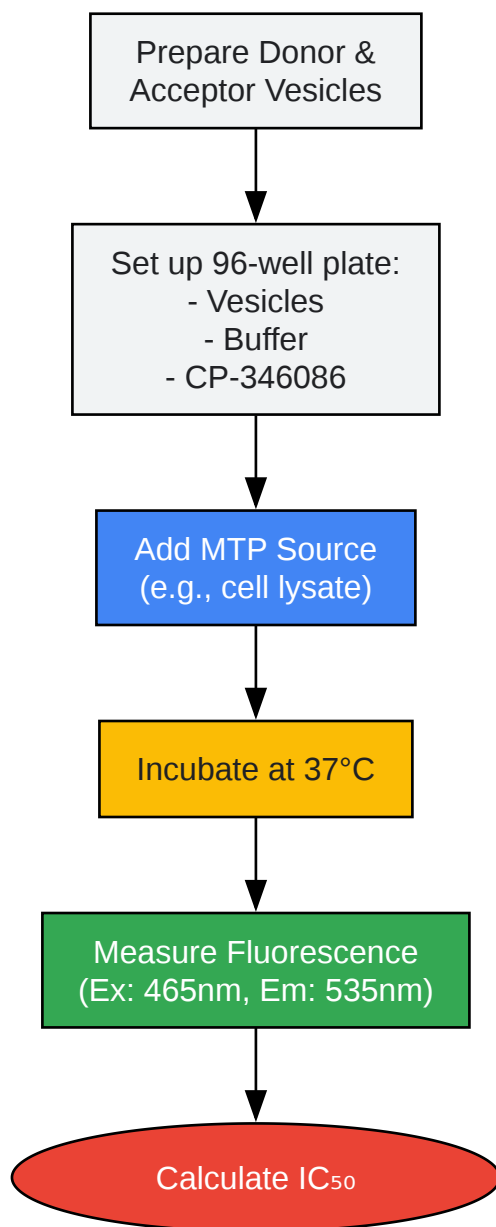 Prepare Donor &
Acceptor Vesicles
Set up 96-well plate:
- Vesicles
- Buffer
- CP-346086
Add MTP Source
(e.g., cell lysate)
Incubate at 37°C
Measure Fluorescence
(Ex: 465nm, Em: 535nm)
Calculate IC₅₀